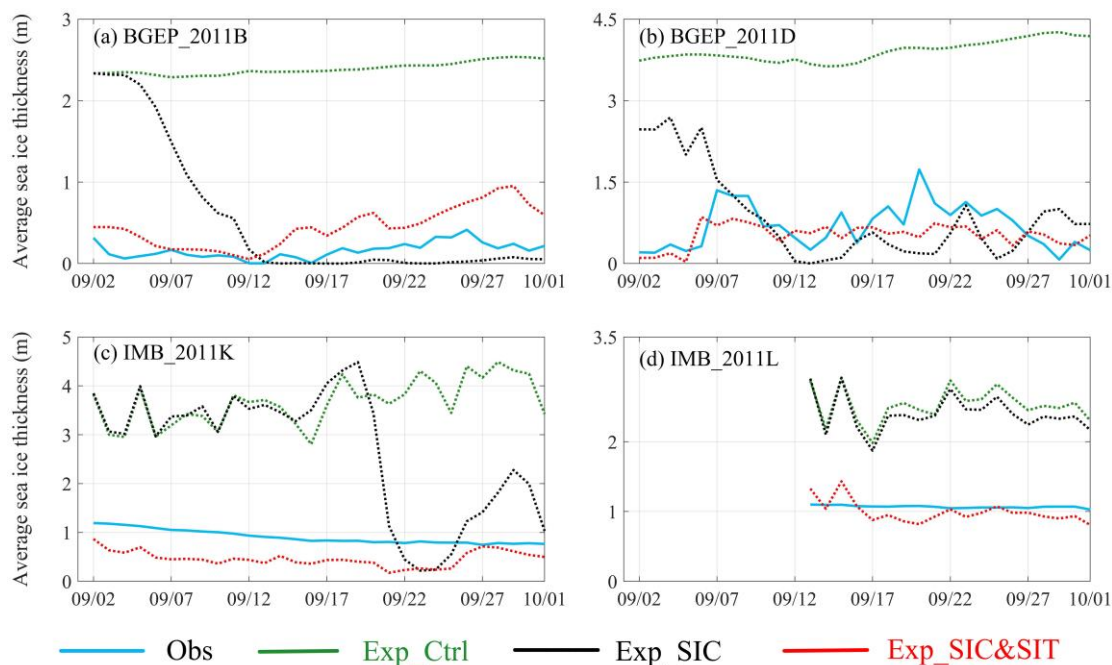 Average sea ice thickness (m)
3
2
1
0
(a) BGEP_2011B
09/02 09/07 09/12 09/17 09/22 09/27 10/01
4.5
3
1.5
0
(b) BGEP_2011D
09/02 09/07 09/12 09/17 09/22 09/27 10/01
Average sea ice thickness (m)
5
4
3
2
1
0
(c) IMB_2011K
09/02 09/07 09/12 09/17 09/22 09/27 10/01
3.5
2
1
0
(d) IMB_2011L
09/02 09/07 09/12 09/17 09/22 09/27 10/01
Obs Exp_Ctrl Exp_SIC Exp_SIC&SIT